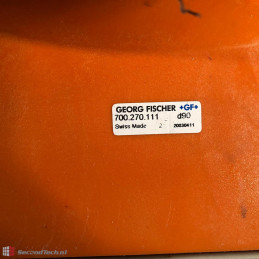 GEORG FISCHER +GF+
700.270.111 d90
Swiss Made 20030411